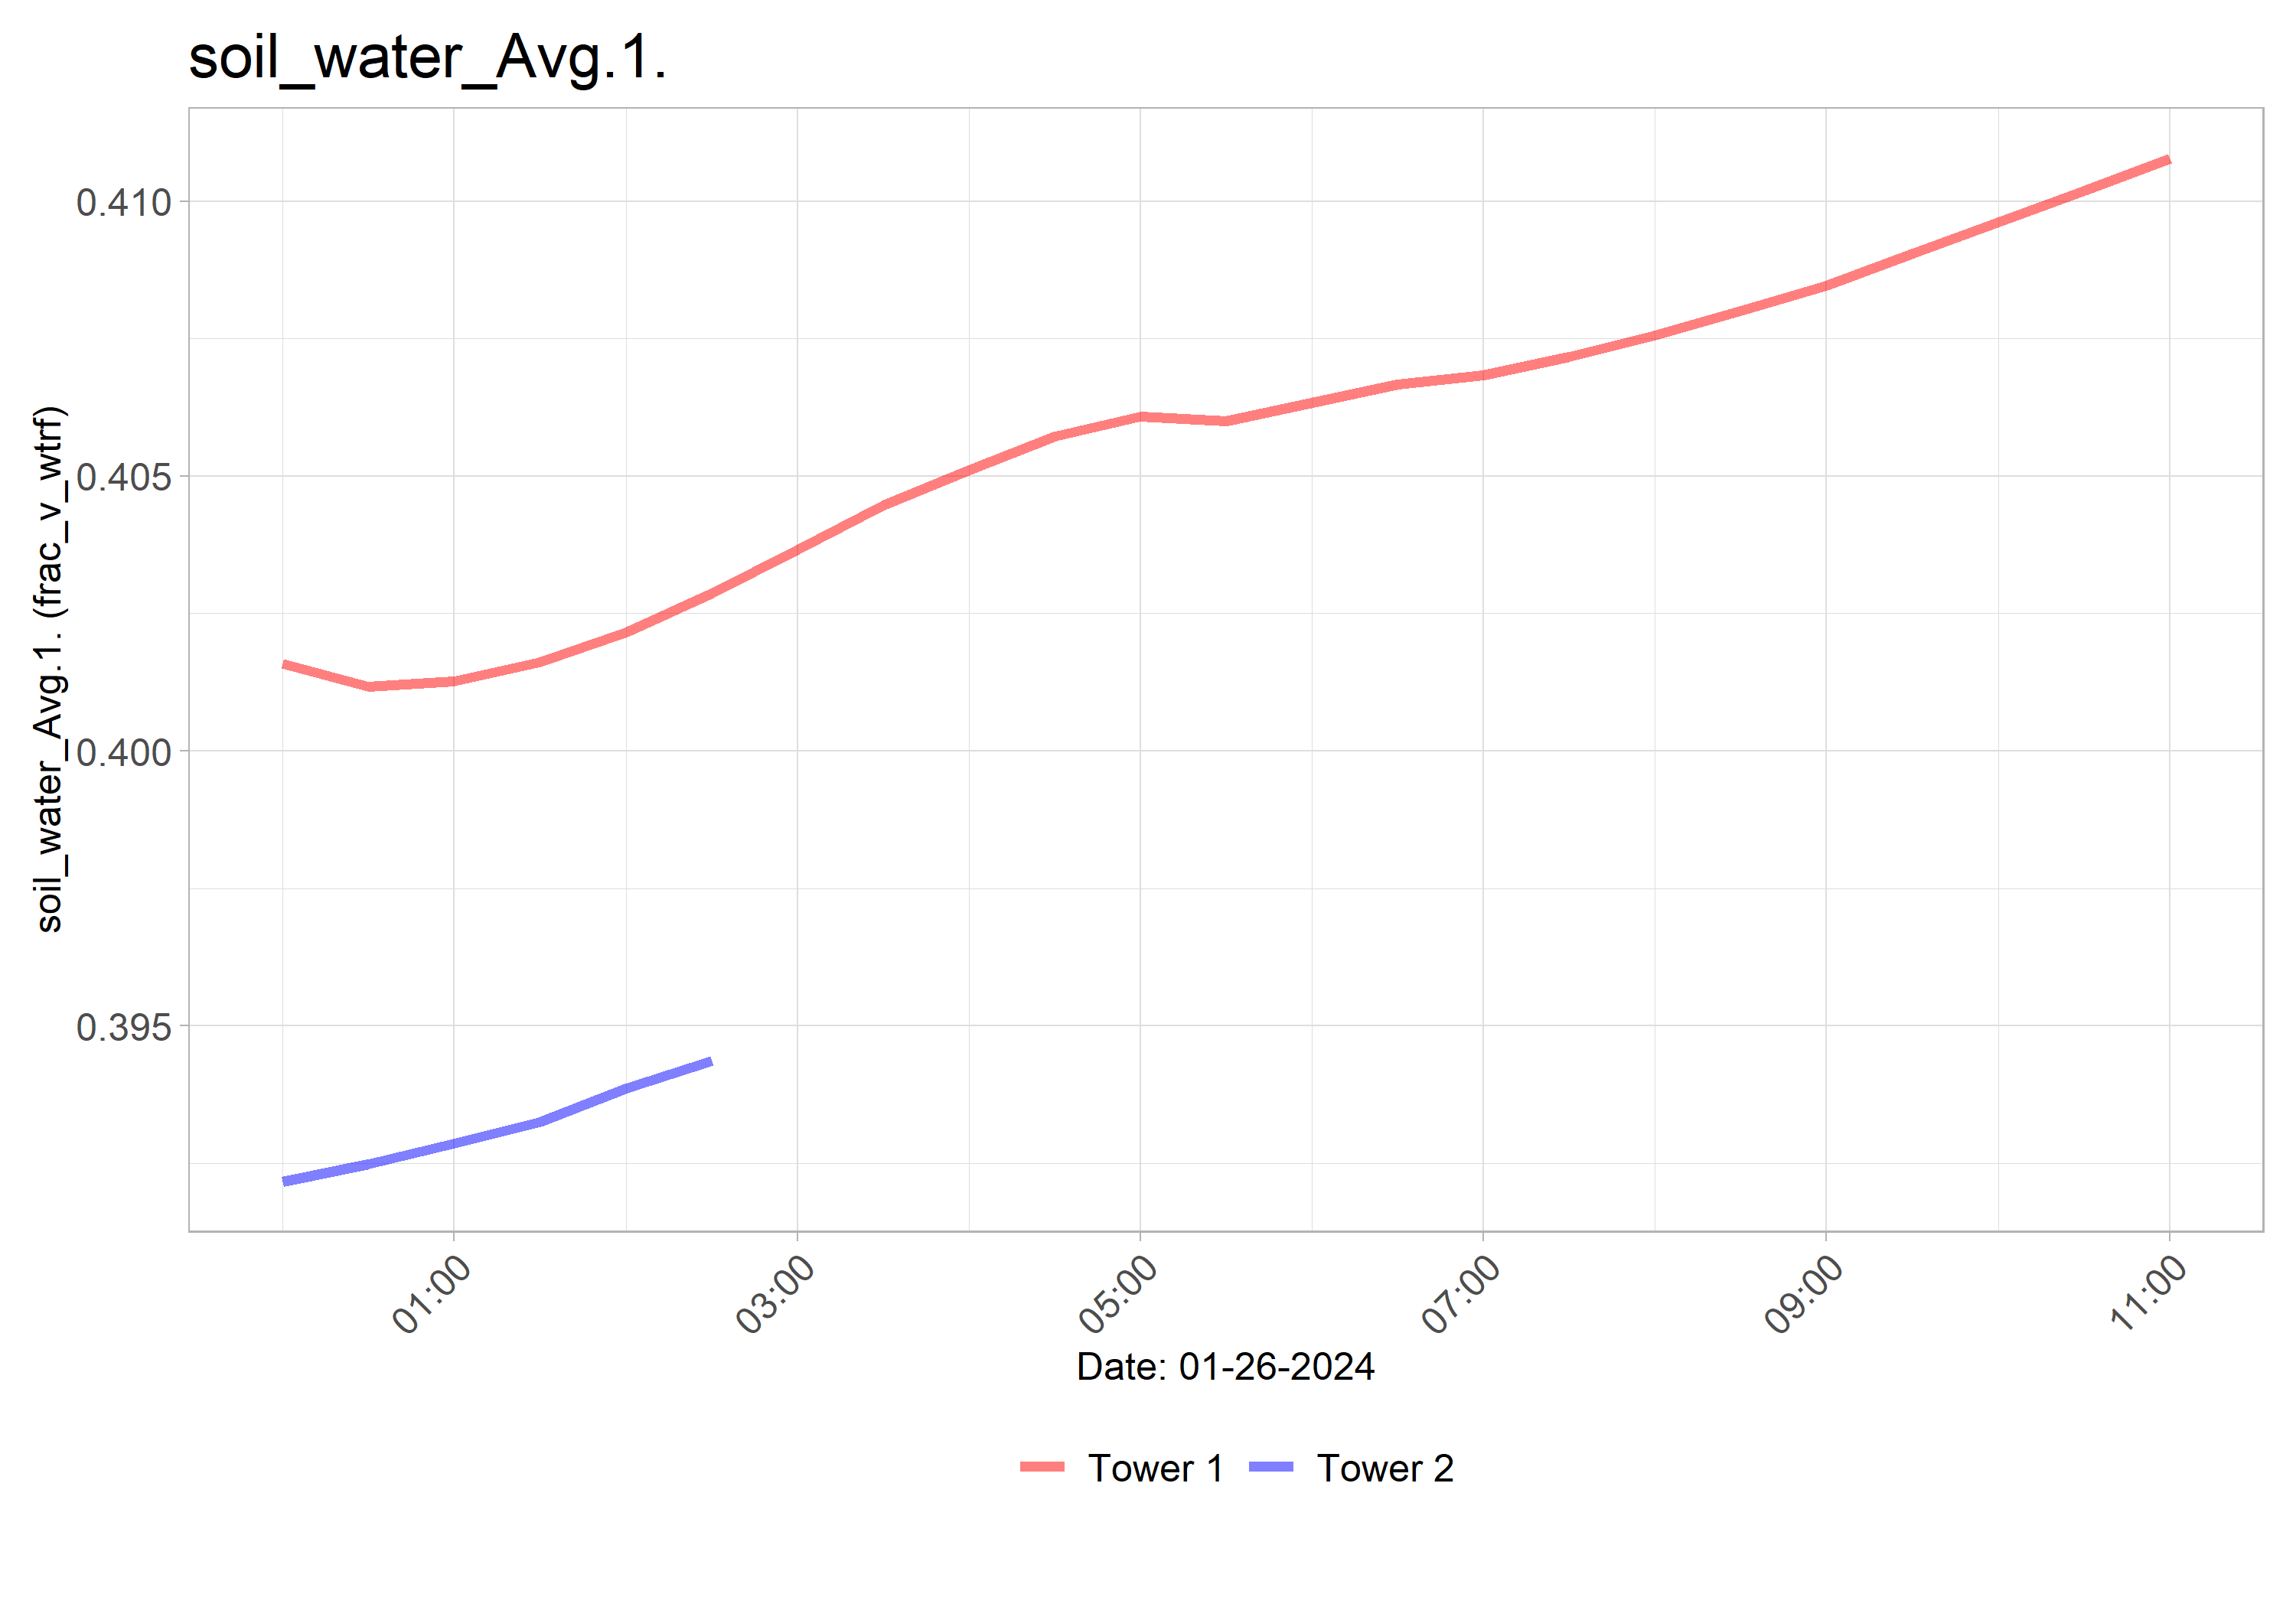 soil_water_Avg.1.
soil_water_Avg.1. (frac_v_wtrf)
0.410
0.405
0.400
0.395
01:00
03:00
05:00
07:00
09:00
11:00
Date: 01-26-2024
Tower 1
Tower 2